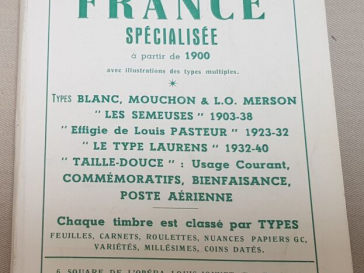 FRANCE
SPÉCIALISÉE
à partir de 1900
avec illustrations des types multiples.
TYPES BLANC, MOUCHON & L.O. MERSON
" LES SEMEUSES " 1903-38
" Effigie de Louis PASTEUR " 1923-32
" LE TYPE LAURENS " 1932-40
" TAILLE-DOUCE " : Usage Courant,
COMMÉMORATIFS, BIENFAISANCE,
POSTE AÉRIENNE
Chaque timbre est classé par TYPES
FEUILLES, CARNETS, ROULETTES, NUANCES PAPIERS GC,
VARIÉTÉS, MILLÉSIMES, COINS DATÉS.
6, SQUARE DE L'OPÉRA LOUIS-JOUVET